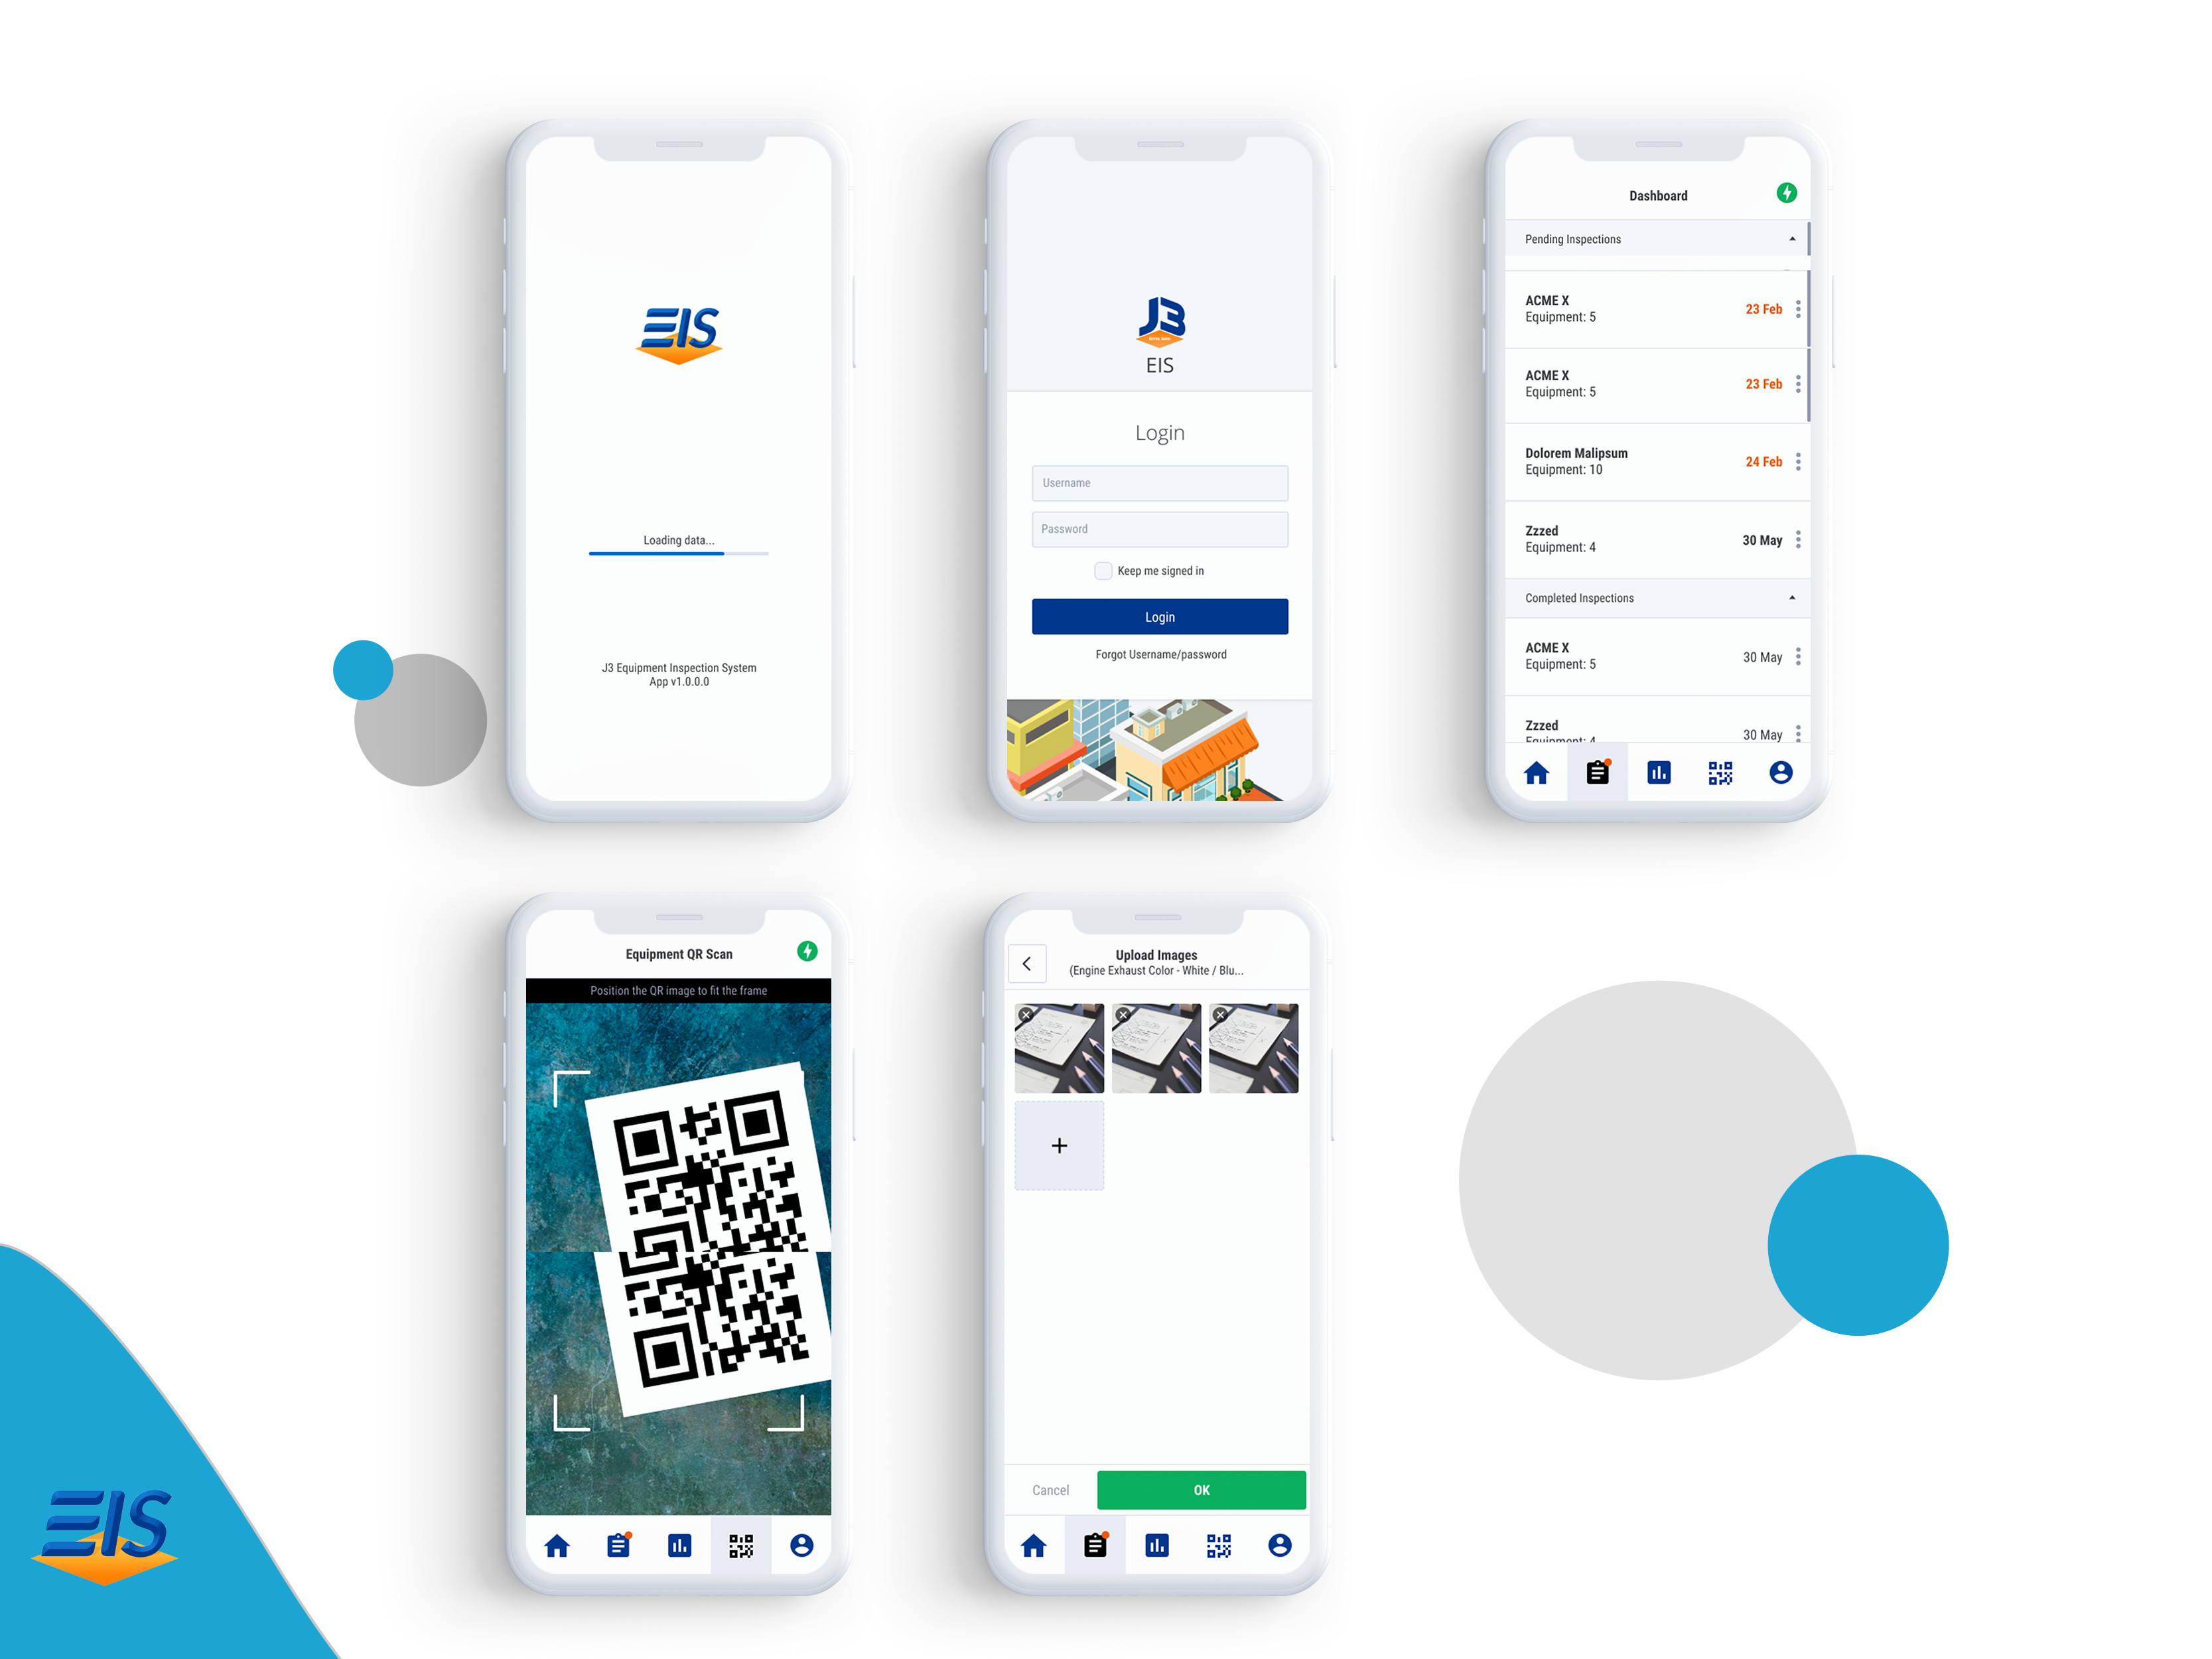 EIS
Loading data...
J3 Equipment Inspection System
App v1.0.0.0
J3
EIS
Login
Username
Password
Keep me signed in
Login
Forgot Username/password
Dashboard
Pending Inspections
ACME X
Equipment: 5
23 Feb
ACME X
Equipment: 5
23 Feb
Dolorem Malipsum
Equipment: 10
24 Feb
Zzzed
Equipment: 4
30 May
Completed Inspections
ACME X
Equipment: 5
30 May
Zzzed
Equipment: 4
30 May
Equipment QR Scan
Position the QR image to fit the frame
Upload Images
(Engine Exhaust Color - White / Blu...
Cancel
OK
EIS